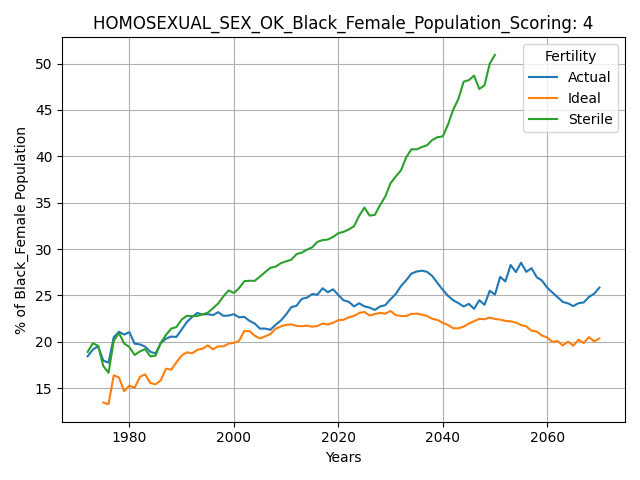 HOMOSEXUAL_SEX_OK_Black_Female_Population_Scoring: 4
% of Black_Female Population
50
45
40
35
30
25
20
15
Fertility
Actual
Ideal
Sterile
1980
2000
2020
2040
2060
Years